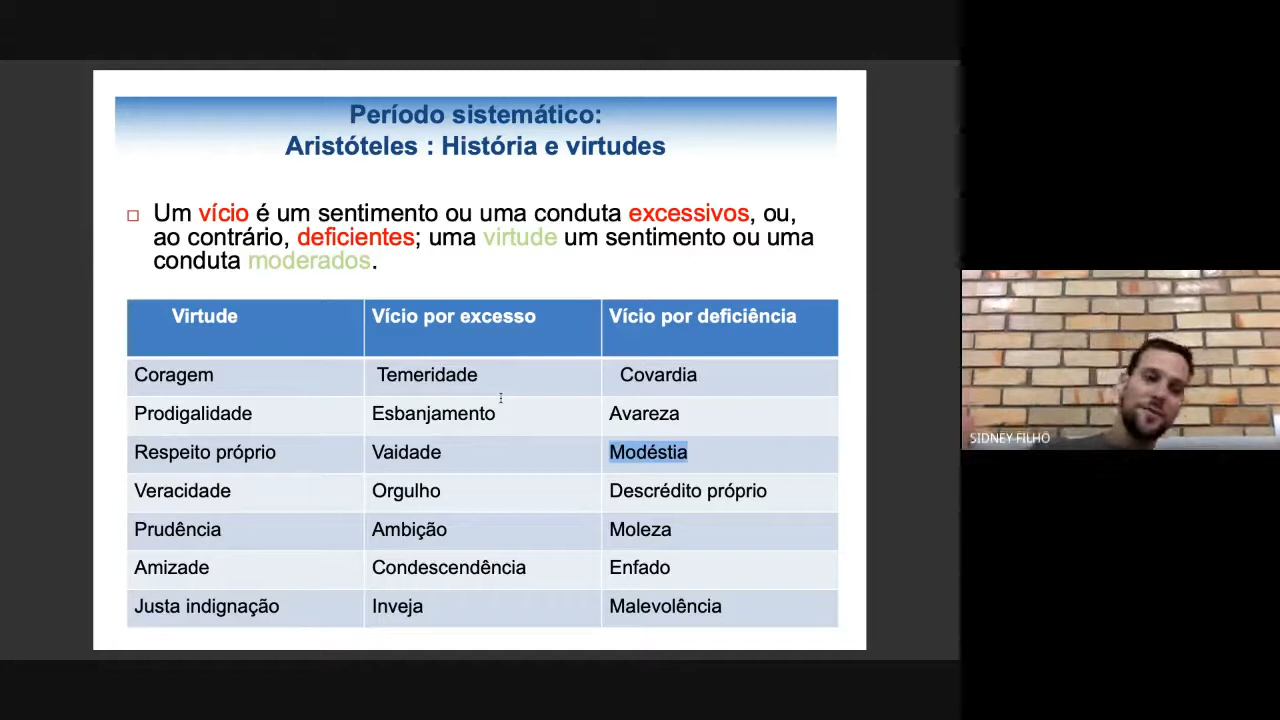 Período sistemático:
Aristóteles : História e virtudes
Um vício é um sentimento ou uma conduta excessivos, ou,
ao contrário, deficientes; uma virtude um sentimento ou uma
conduta moderados.
Virtude Vício por excesso Vício por deficiência
Coragem Temeridade Covardia
Prodigalidade Esbanjamento Avareza
Respeito próprio Vaidade Modéstia
Veracidade Orgulho Descrédito próprio
Prudência Ambição Moleza
Amizade Condescendência Enfado
Justa indignação Inveja Malevolência
SIDNEY FILHO